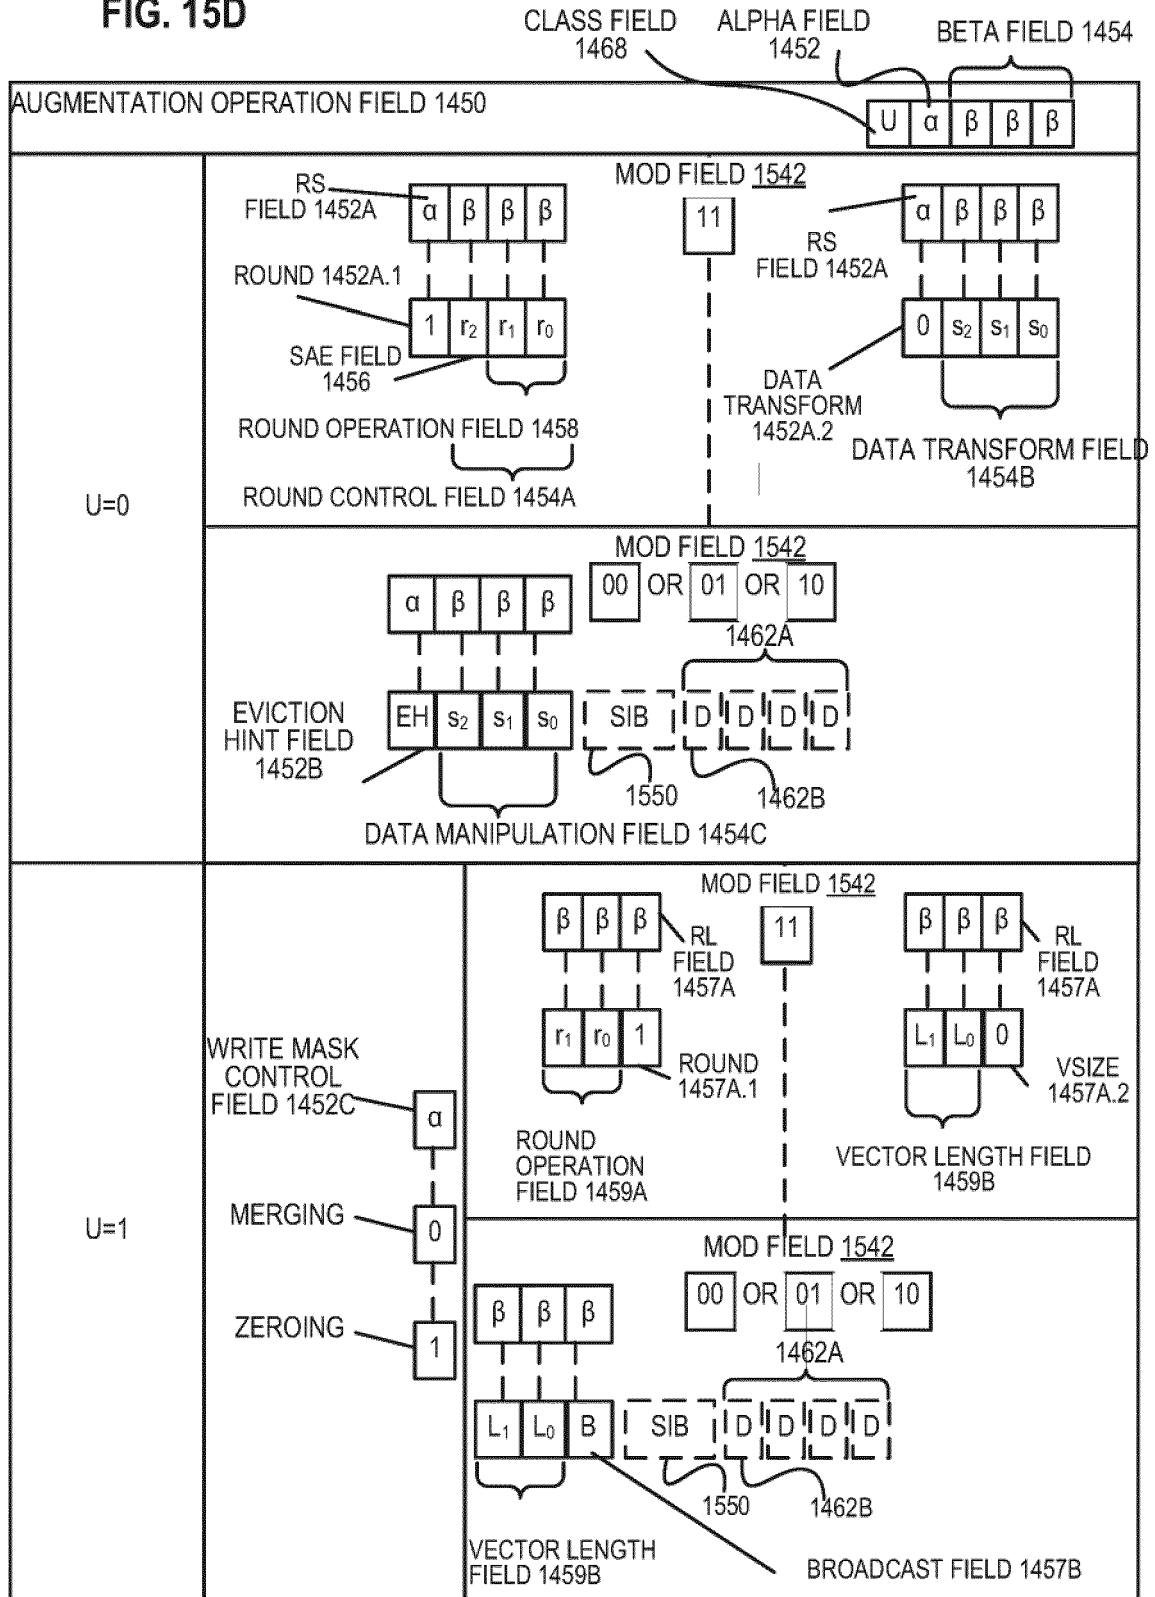 FIG. 15D
CLASS FIELD
1468
ALPHA FIELD
1452
BETA FIELD 1454
AUGMENTATION OPERATION FIELD 1450
U α β β β
U=0
MOD FIELD 1542
11
RS
FIELD 1452A
α β β β
ROUND 1452A.1
1 r₂ r₁ r₀
SAE FIELD
1456
ROUND OPERATION FIELD 1458
ROUND CONTROL FIELD 1454A
α β β β
RS
FIELD 1452A
0 s₂ s₁ s₀
DATA
TRANSFORM
1452A.2
DATA TRANSFORM FIELD
1454B
MOD FIELD 1542
00 OR 01 OR 10
α β β β
1462A
EVICTION
HINT FIELD
1452B
EH s₂ s₁ s₀ SIB D D D D
1550
1462B
DATA MANIPULATION FIELD 1454C
U=1
WRITE MASK
CONTROL
FIELD 1452C
α
MERGING
0
ZEROING
1
MOD FIELD 1542
11
β β β
RL
FIELD
1457A
r₁ r₀ 1
ROUND
1457A.1
ROUND
OPERATION
FIELD 1459A
β β β
RL
FIELD
1457A
L₁ L₀ 0
VSIZE
1457A.2
VECTOR LENGTH FIELD
1459B
MOD FIELD 1542
00 OR 01 OR 10
β β β
1462A
L₁ L₀ B SIB D D D D
1550
1462B
VECTOR LENGTH
FIELD 1459B
BROADCAST FIELD 1457B